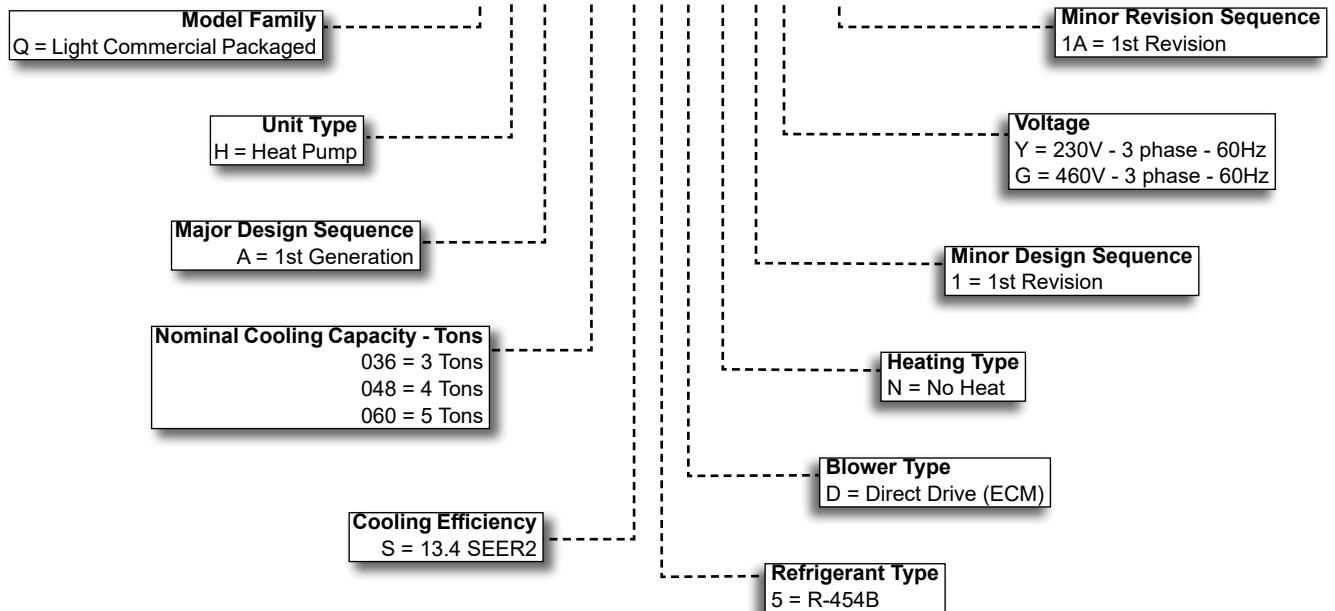 Model Family
Q = Light Commercial Packaged
Minor Revision Sequence
1A = 1st Revision
Unit Type
H = Heat Pump
Voltage
Y = 230V - 3 phase - 60Hz
G = 460V - 3 phase - 60Hz
Major Design Sequence
A = 1st Generation
Minor Design Sequence
1 = 1st Revision
Nominal Cooling Capacity - Tons
036 = 3 Tons
048 = 4 Tons
060 = 5 Tons
Heating Type
N = No Heat
Blower Type
D = Direct Drive (ECM)
Cooling Efficiency
S = 13.4 SEER2
Refrigerant Type
5 = R-454B